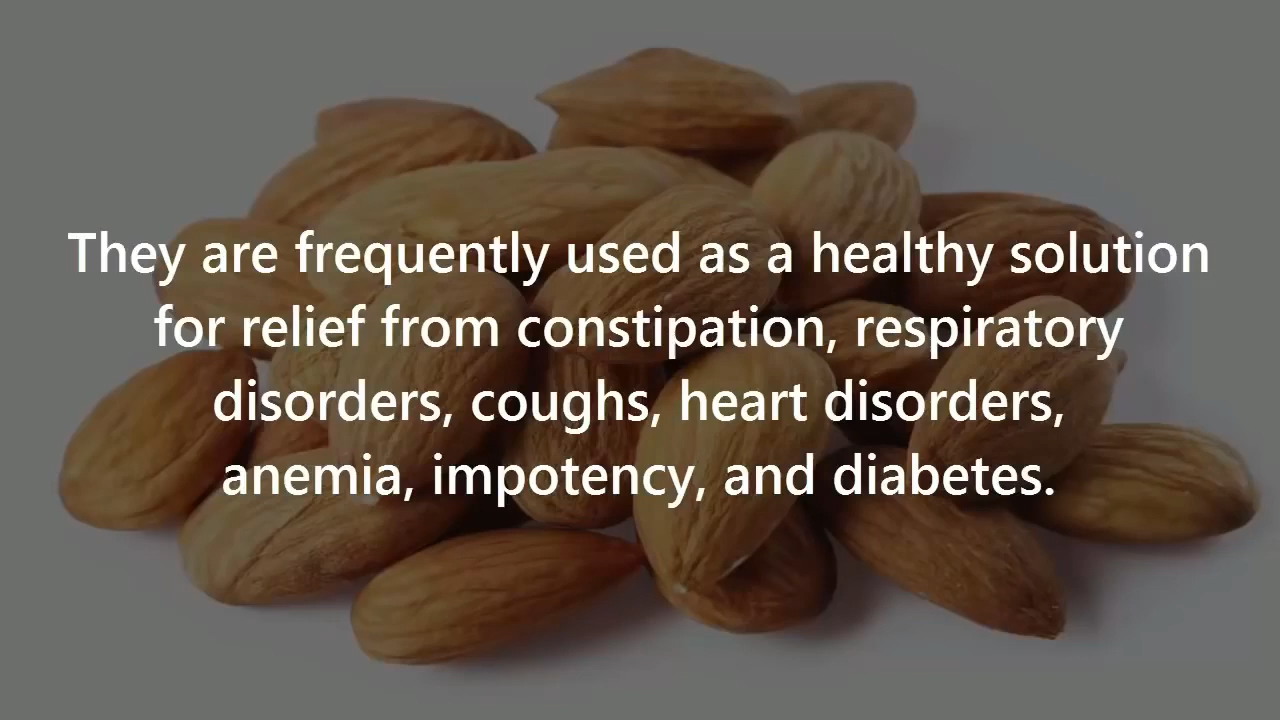 They are frequently used as a healthy solution
for relief from constipation, respiratory
disorders, coughs, heart disorders,
anemia, impotency, and diabetes.